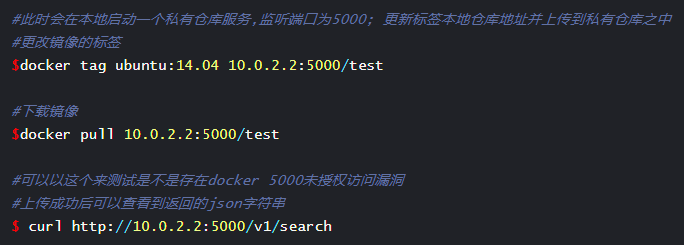 #此时会在本地启动一个私有仓库服务,监听端口为5000; 更新标签本地仓库地址并上传到私有仓库之中
#更改镜像的标签
$docker tag ubuntu:14.04 10.0.2.2:5000/test
#下载镜像
$docker pull 10.0.2.2:5000/test
#可以以这个来测试是不是存在docker 5000未授权访问漏洞
#上传成功后可以查看到返回的json字符串
$ curl http://10.0.2.2:5000/v1/search